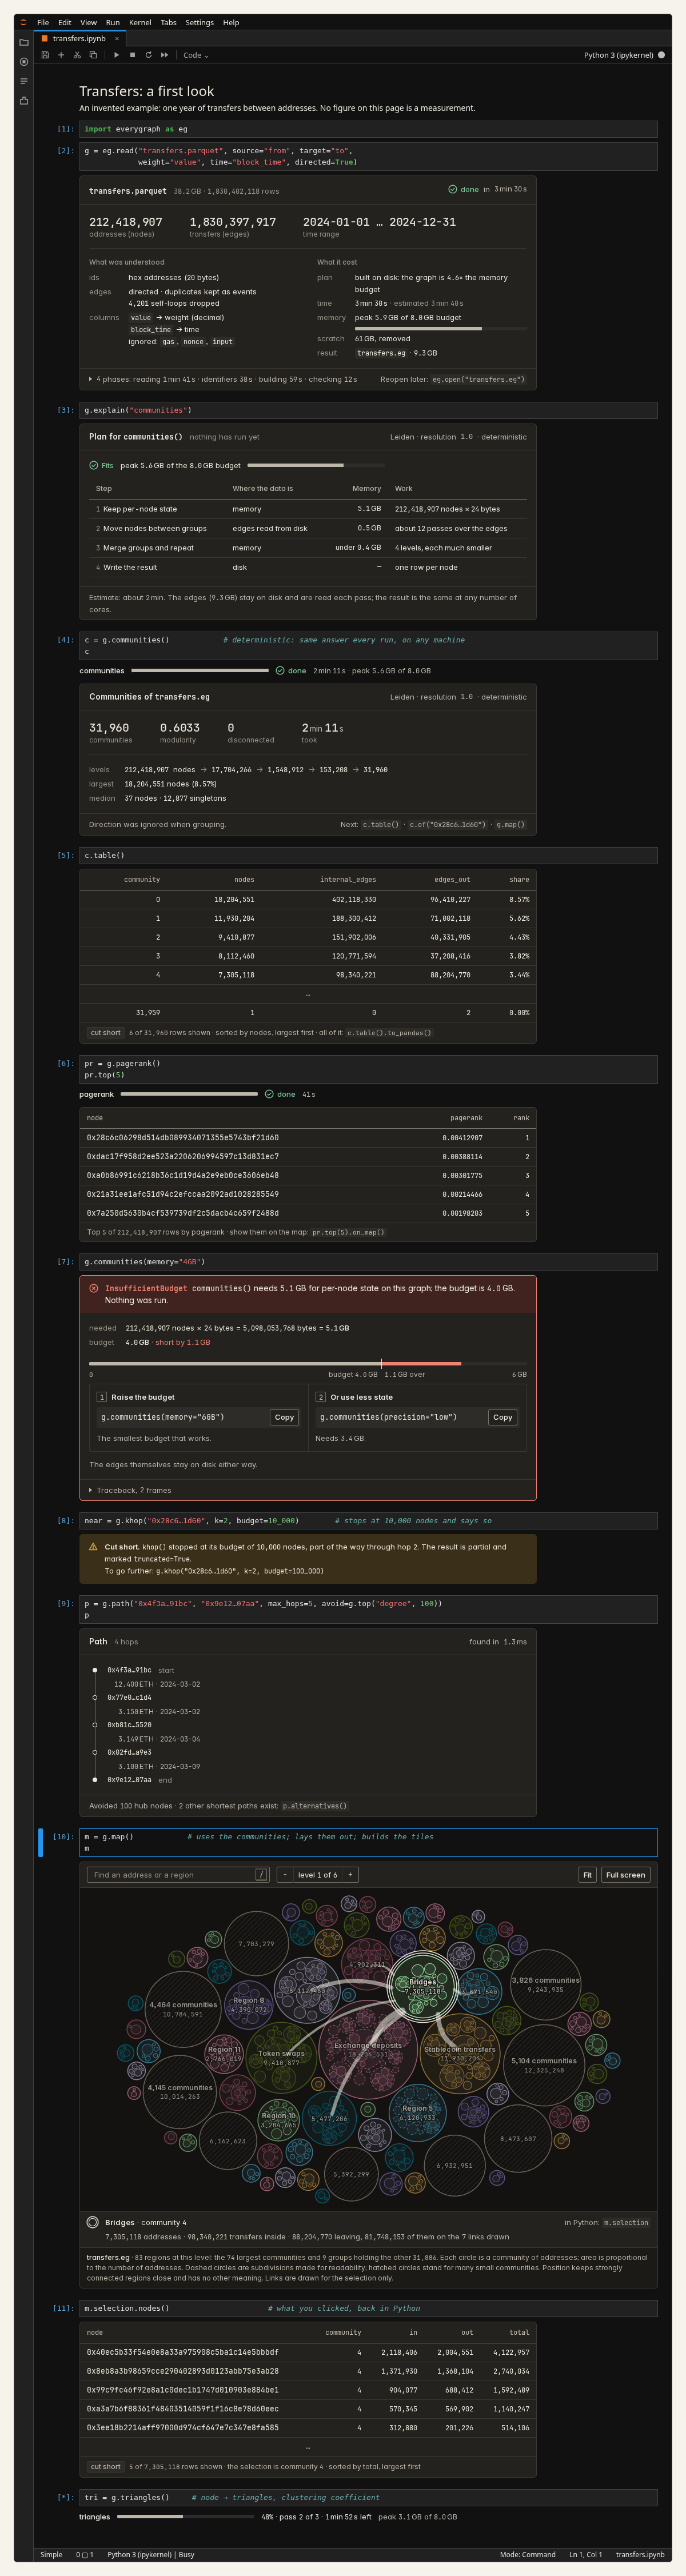 File Edit View Run Kernel Tabs Settings Help
transfers.ipynb ×
Code Python 3 (ipykernel)
Transfers: a first look
An invented example: one year of transfers between addresses. No figure on this page is a measurement.
[1]: import everygraph as eg
[2]: g = eg.read("transfers.parquet", source="from", target="to",
weight="value", time="block_time", directed=True)
transfers.parquet 38.2 GB · 1,830,402,118 rows done in 3 min 30 s
212,418,907 1,830,397,917 2024-01-01 … 2024-12-31
addresses (nodes) transfers (edges) time range
What was understood What it cost
ids hex addresses (20 bytes) plan built on disk: the graph is 4.6× the memory
budget
edges directed · duplicates kept as events
4,201 self-loops dropped
time 3 min 30 s · estimated 3 min 40 s
columns value → weight (decimal) memory peak 5.9 GB of 8.0 GB budget
block_time → time
ignored: gas, nonce, input scratch 61 GB, removed
result transfers.eg · 9.3 GB
4 phases: reading 1 min 41 s · identifiers 38 s · building 59 s · checking 12 s Reopen later: eg.open("transfers.eg")
[3]: g.explain("communities")
Plan for communities() nothing has run yet Leiden · resolution 1.0 · deterministic
Fits peak 5.6 GB of the 8.0 GB budget
Step Where the data is Memory Work
1 Keep per-node state memory 5.1 GB 212,418,907 nodes × 24 bytes
2 Move nodes between groups edges read from disk 0.5 GB about 12 passes over the edges
3 Merge groups and repeat memory under 0.4 GB 4 levels, each much smaller
4 Write the result disk — one row per node
Estimate: about 2 min. The edges (9.3 GB) stay on disk and are read each pass; the result is the same at any number of
cores.
[4]: c = g.communities() # deterministic: same answer every run, on any machine
c
communities done 2 min 11 s · peak 5.6 GB of 8.0 GB
Communities of transfers.eg Leiden · resolution 1.0 · deterministic
31,960 0.6033 0 2 min 11 s
communities modularity disconnected took
levels 212,418,907 nodes → 17,704,266 → 1,548,912 → 153,208 → 31,960
largest 18,204,551 nodes (8.57%)
median 37 nodes · 12,877 singletons
Direction was ignored when grouping. Next: c.table() · c.of("0x28c6…1d60") · g.map()
[5]: c.table()
community nodes internal_edges edges_out share
0 18,204,551 402,118,330 96,410,227 8.57%
1 11,930,204 188,300,412 71,002,118 5.62%
2 9,410,877 151,902,006 40,331,905 4.43%
3 8,112,460 120,771,594 37,208,416 3.82%
4 7,305,118 98,340,221 88,204,770 3.44%
…
31,959 1 0 2 0.00%
cut short 6 of 31,960 rows shown · sorted by nodes, largest first · all of it: c.table().to_pandas()
[6]: pr = g.pagerank()
pr.top(5)
pagerank done 41 s
node pagerank rank
0x28c6c06298d514db089934071355e5743bf21d60 0.00412907 1
0xdac17f958d2ee523a2206206994597c13d831ec7 0.00388114 2
0xa0b86991c6218b36c1d19d4a2e9eb0ce3606eb48 0.00301775 3
0x21a31ee1afc51d94c2efccaa2092ad1028285549 0.00214466 4
0x7a250d5630b4cf539739df2c5dacb4c659f2488d 0.00198203 5
Top 5 of 212,418,907 rows by pagerank · show them on the map: pr.top(5).on_map()
[7]: g.communities(memory="4GB")
InsufficientBudget communities() needs 5.1 GB for per-node state on this graph; the budget is 4.0 GB.
Nothing was run.
needed 212,418,907 nodes × 24 bytes = 5,098,053,768 bytes = 5.1 GB
budget 4.0 GB · short by 1.1 GB
0 budget 4.0 GB 1.1 GB over 6 GB
1 Raise the budget 2 Or use less state
g.communities(memory="6GB") Copy g.communities(precision="low") Copy
The smallest budget that works. Needs 3.4 GB.
The edges themselves stay on disk either way.
Traceback, 2 frames
[8]: near = g.khop("0x28c6…1d60", k=2, budget=10_000) # stops at 10,000 nodes and says so
Cut short. khop() stopped at its budget of 10,000 nodes, part of the way through hop 2. The result is partial and
marked truncated=True.
To go further: g.khop("0x28c6…1d60", k=2, budget=100_000)
[9]: p = g.path("0x4f3a…91bc", "0x9e12…07aa", max_hops=5, avoid=g.top("degree", 100))
p
Path 4 hops found in 1.3 ms
0x4f3a…91bc start
12.400 ETH · 2024-03-02
0x77e0…c1d4
3.150 ETH · 2024-03-02
0xb81c…5520
3.149 ETH · 2024-03-04
0x02fd…a9e3
3.100 ETH · 2024-03-09
0x9e12…07aa end
Avoided 100 hub nodes · 2 other shortest paths exist: p.alternatives()
[10]: m = g.map() # uses the communities; lays them out; builds the tiles
m
Find an address or a region / - level 1 of 6 + Fit Full screen
7,703,279
4,902,311
Bridges
7,305,118
3,826 communities
9,243,935
4,464 communities
10,784,591
Region 8
4,390,072
Region 11
Token swaps
9,410,877
Exchange deposits
18,204,551
Stablecoin transfers
11,930,204
5,104 communities
12,325,248
4,145 communities
10,014,263
Region 10
3,204,665
5,477,206
Region 5
6,120,933
6,162,623
8,473,607
5,392,299
6,932,951
Bridges · community 4 in Python: m.selection
7,305,118 addresses · 98,340,221 transfers inside · 88,204,770 leaving, 81,748,153 of them on the 7 links drawn
transfers.eg · 83 regions at this level: the 74 largest communities and 9 groups holding the other 31,886. Each circle is a community of addresses; area is proportional
to the number of addresses. Dashed circles are subdivisions made for readability; hatched circles stand for many small communities. Position keeps strongly
connected regions close and has no other meaning. Links are drawn for the selection only.
[11]: m.selection.nodes() # what you clicked, back in Python
node community in out total
0x40ec5b33f54e0e8a33a975908c5ba1c14e5bbbdf 4 2,118,406 2,004,551 4,122,957
0x8eb8a3b98659cce290402893d0123abb75e3ab28 4 1,371,930 1,368,104 2,740,034
0x99c9fc46f92e8a1c0dec1b1747d010903e884be1 4 904,077 688,412 1,592,489
0xa3a7b6f88361f48403514059f1f16c8e78d60eec 4 570,345 569,902 1,140,247
0x3ee18b2214aff97000d974cf647e7c347e8fa585 4 312,880 201,226 514,106
…
cut short 5 of 7,305,118 rows shown · the selection is community 4 · sorted by total, largest first
[*]: tri = g.triangles() # node → triangles, clustering coefficient
triangles 48% · pass 2 of 3 · 1 min 52 s left peak 3.1 GB of 8.0 GB
Simple 0 1 Python 3 (ipykernel) | Busy Mode: Command Ln 1, Col 1 transfers.ipynb